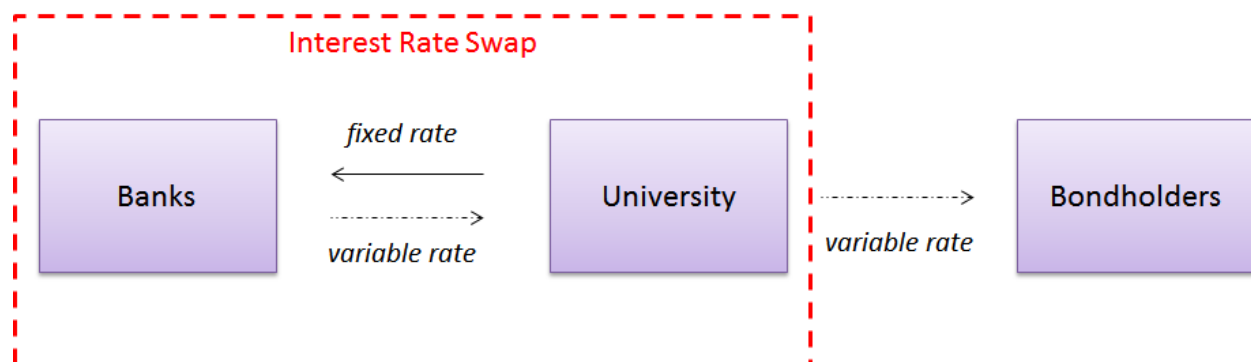 Interest Rate Swap
fixed rate
Banks
University
Bondholders
variable rate
variable rate